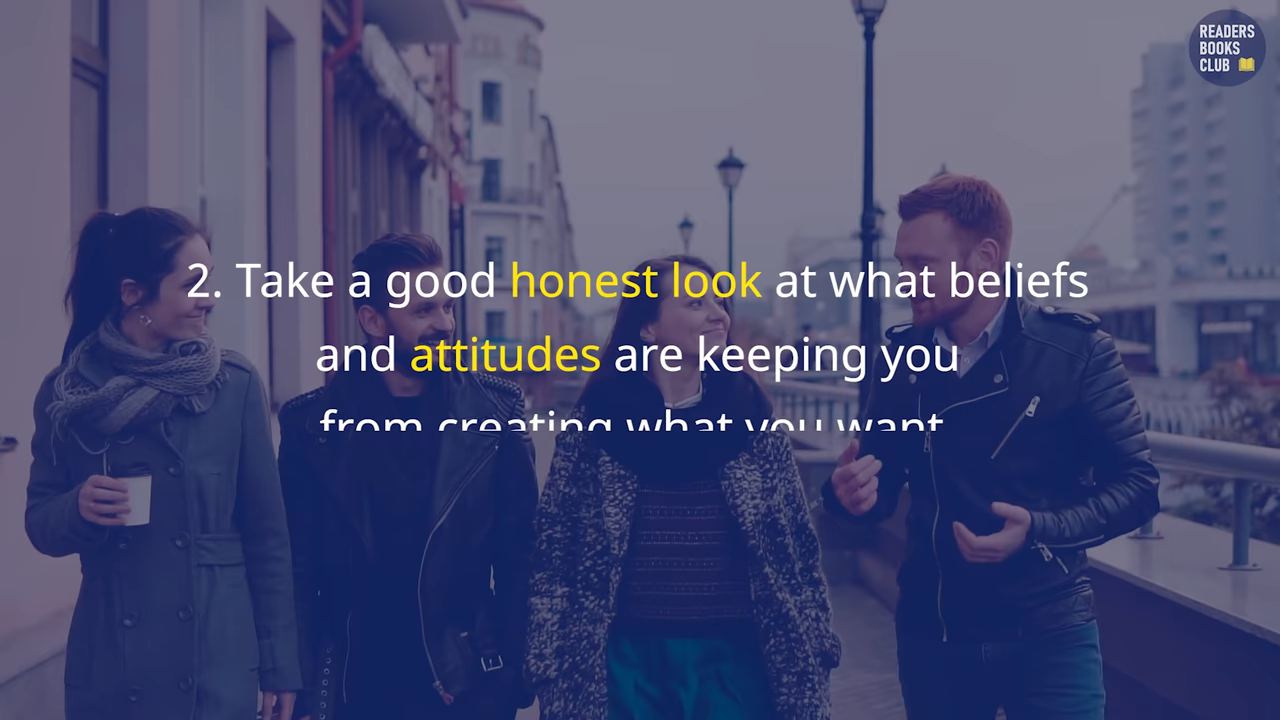 READERS
BOOKS
CLUB
2. Take a good honest look at what beliefs
and attitudes are keeping you
from creating what you want